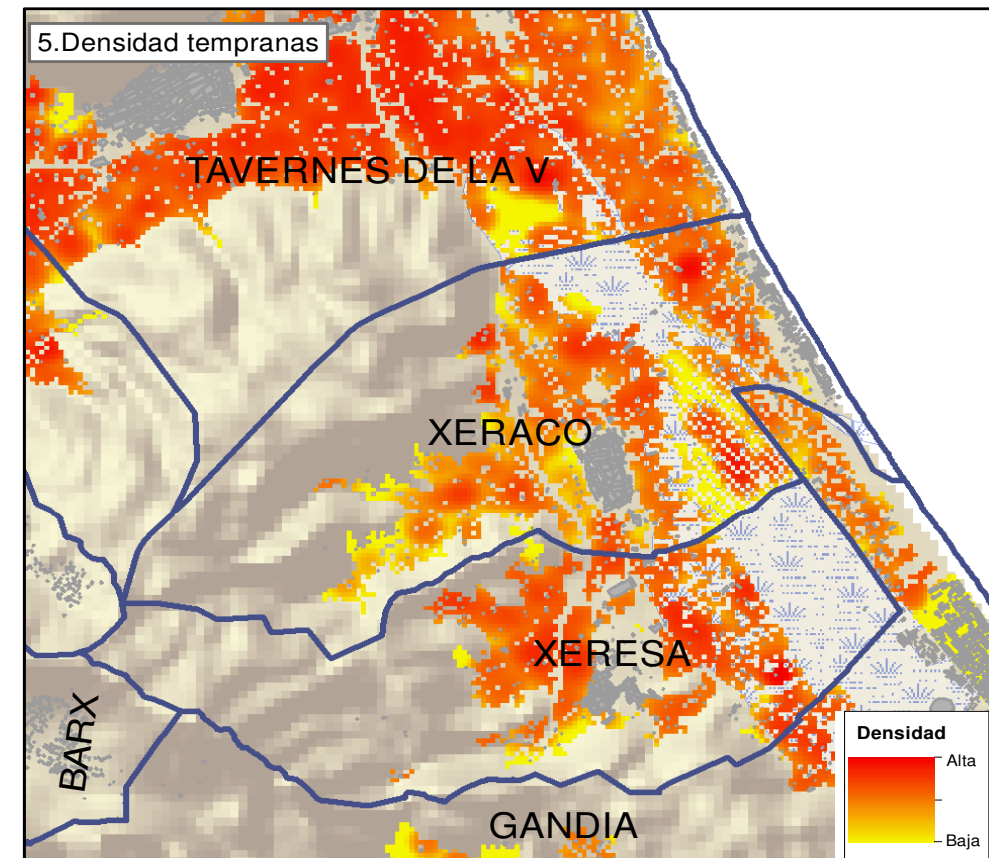 5.Densidad tempranas
TAVERNES DE LA V
XERACO
XERESA
BARX
GANDIA
Densidad
Alta
Baja